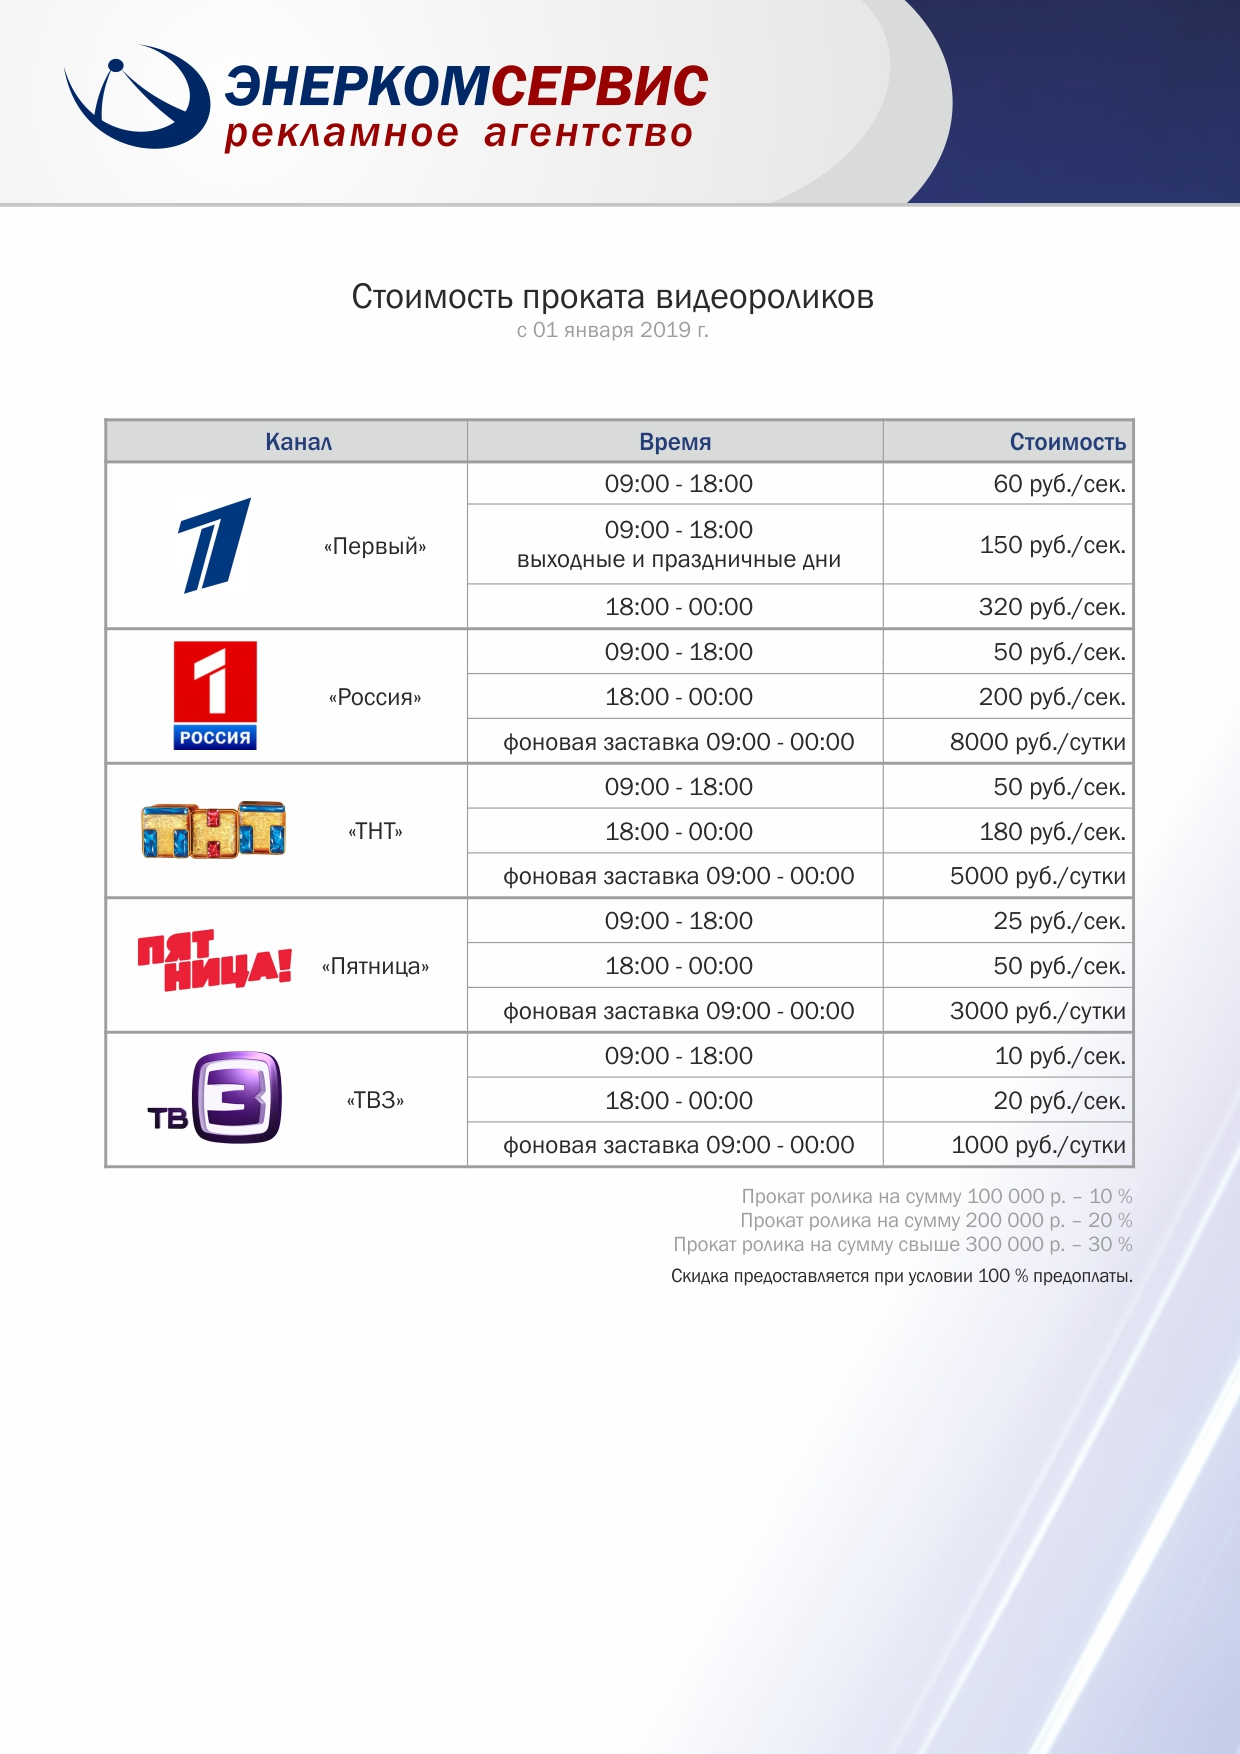 ЭНЕРКОМСЕРВИС
рекламное агентство
Стоимость проката видеороликов
с 01 января 2019 г.
Канал Время Стоимость
09:00 - 18:00 60 руб./сек.
1 «Первый» 09:00 - 18:00 150 руб./сек.
выходные и праздничные дни
18:00 - 00:00 320 руб./сек.
09:00 - 18:00 50 руб./сек.
1 «Россия» 18:00 - 00:00 200 руб./сек.
РОССИЯ фоновая заставка 09:00 - 00:00 8000 руб./сутки
09:00 - 18:00 50 руб./сек.
ТНТ «ТНТ» 18:00 - 00:00 180 руб./сек.
фоновая заставка 09:00 - 00:00 5000 руб./сутки
09:00 - 18:00 25 руб./сек.
ПЯТ
НИЦА! «Пятница» 18:00 - 00:00 50 руб./сек.
фоновая заставка 09:00 - 00:00 3000 руб./сутки
09:00 - 18:00 10 руб./сек.
ТВ3 «ТВ3» 18:00 - 00:00 20 руб./сек.
фоновая заставка 09:00 - 00:00 1000 руб./сутки
Прокат ролика на сумму 100 000 р. – 10 %
Прокат ролика на сумму 200 000 р. – 20 %
Прокат ролика на сумму свыше 300 000 р. – 30 %
Скидка предоставляется при условии 100 % предоплаты.